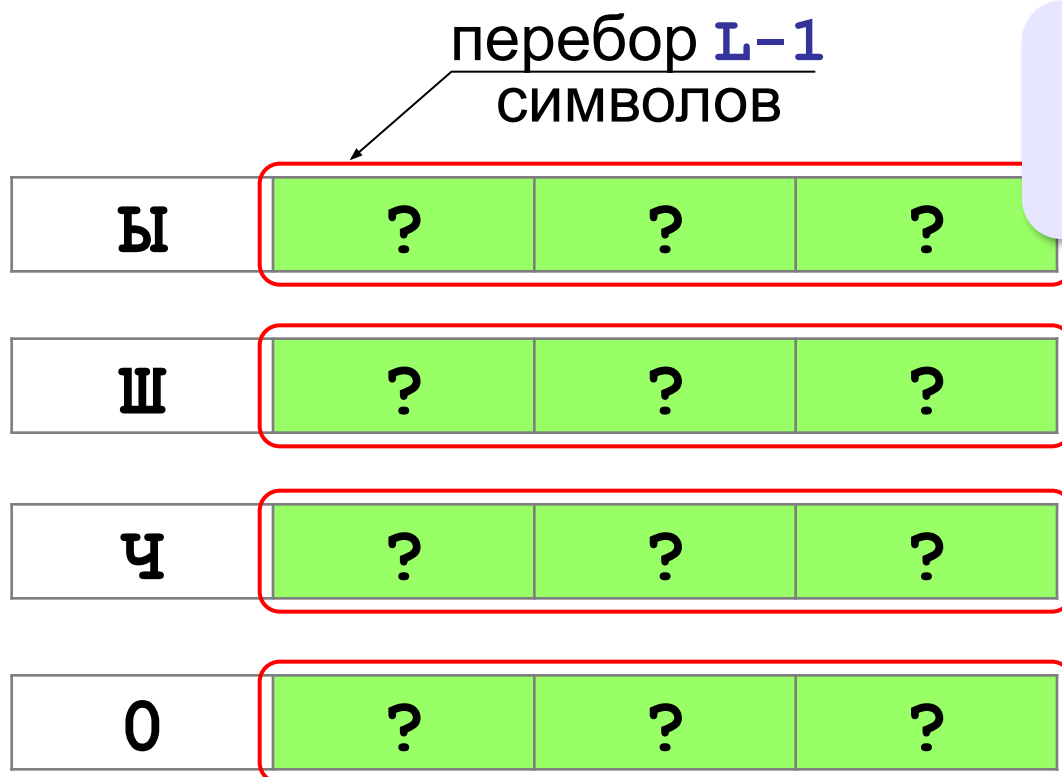 перебор L-1
символов
Ы ? ? ?
Ш ? ? ?
Ч ? ? ?
О ? ? ?